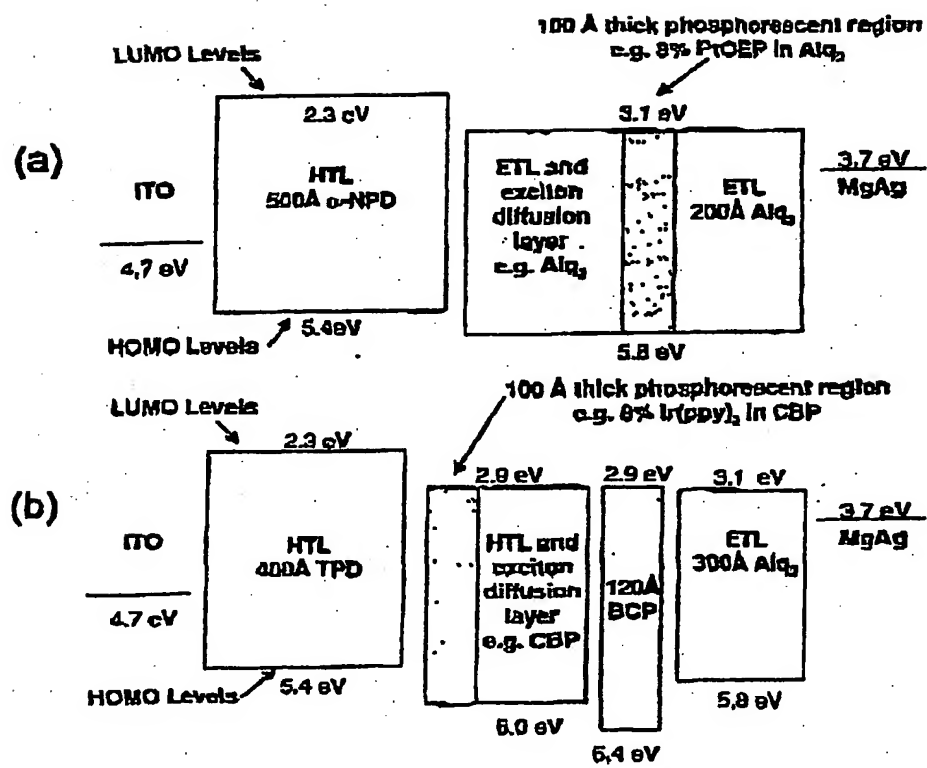 100 Å thick phosphorescent region
e.g. 8% PtOEP in Alq₃
LUMO Levels
2.3 eV
3.1 eV
(a)
ITO
HTL
500Å α-NPD
ETL and
exciton
diffusion
layer
e.g. Alq₃
ETL
200Å Alq₃
3.7 eV
MgAg
4.7 eV
HOMO Levels
5.4eV
5.8 eV
100 Å thick phosphorescent region
e.g. 8% Ir(ppy)₃ in CBP
LUMO Levels
2.3 eV
2.9 eV
2.9 eV
3.1 eV
(b)
ITO
HTL
400Å TPD
HTL and
exciton
diffusion
layer
e.g. CBP
120Å
BCP
ETL
300Å Alq₃
3.7 eV
MgAg
4.7 eV
HOMO Levels
5.4 eV
6.0 eV
6.4 eV
5.8 eV